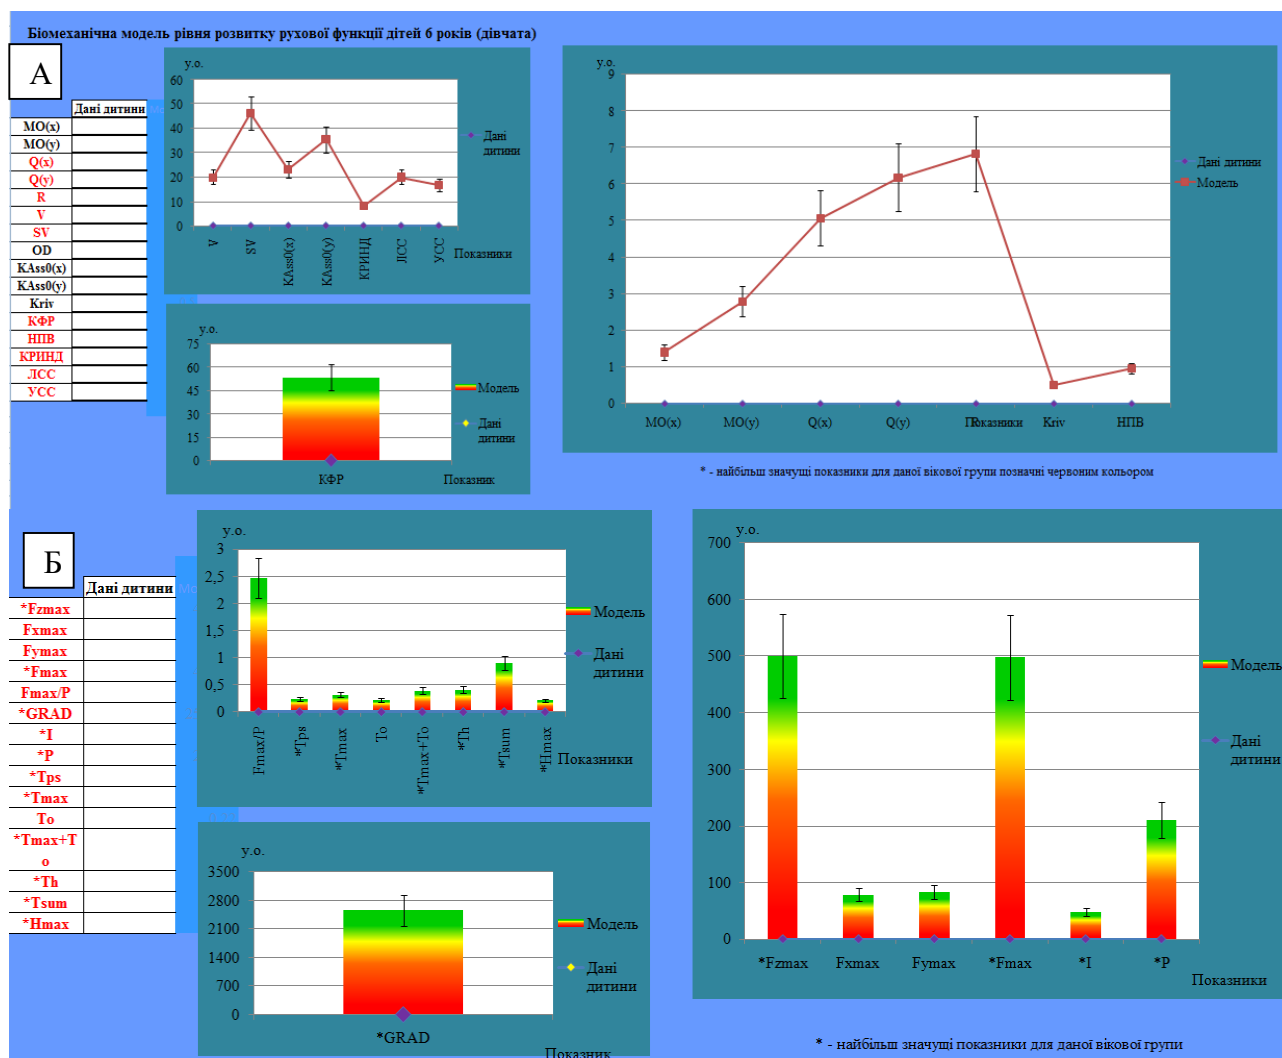 Біомеханічна модель рівня розвитку рухової функції дітей 6 років (дівчата)
А
Дані дитини
MO(x)
MO(y)
Q(x)
Q(y)
R
V
SV
OD
KAss0(x)
KAss0(y)
Kriv
КФР
НПВ
КРИНД
ЛСС
УСС
у.о.
60
50
40
30
20
10
0
V
SV
KAss0(x)
KAss0(y)
КРИНД
ЛСС
УСС
Показники
Дані
дитини
у.о.
75
60
45
30
15
0
КФР
Показник
Модель
Дані
дитини
у.о.
9
8
7
6
5
4
3
2
1
0
MO(x)
MO(y)
Q(x)
Q(y)
Показники
Kriv
НПВ
Дані дитини
Модель
* - найбільш значущі показники для даної вікової групи позначні червоним кольором
Б
Дані дитини
*Fzmax
Fxmax
Fymax
*Fmax
Fmax/P
*GRAD
*I
*P
*Tps
*Tmax
To
*Tmax+T
o
*Th
*Tsum
*Hmax
у.о.
3
2,5
2
1,5
1
0,5
0
Fmax/P
*Tps
*Tmax
To
*Tmax+To
*Th
*Tsum
*Hmax
Показники
Модель
Дані
дитини
у.о.
3500
2800
2100
1400
700
0
*GRAD
Показник
Модель
Дані
дитини
у.о.
700
600
500
400
300
200
100
0
*Fzmax
Fxmax
Fymax
*Fmax
*I
*P
Показники
Модель
Дані
дитини
* - найбільш значущі показники для даної вікової групи